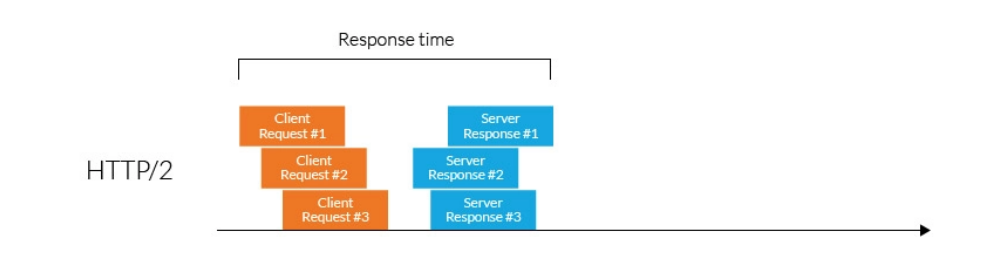 Response time
Client
Request #1
Server
Response #1
HTTP/2
Client
Request #2
Server
Response #2
Client
Request #3
Server
Response #3